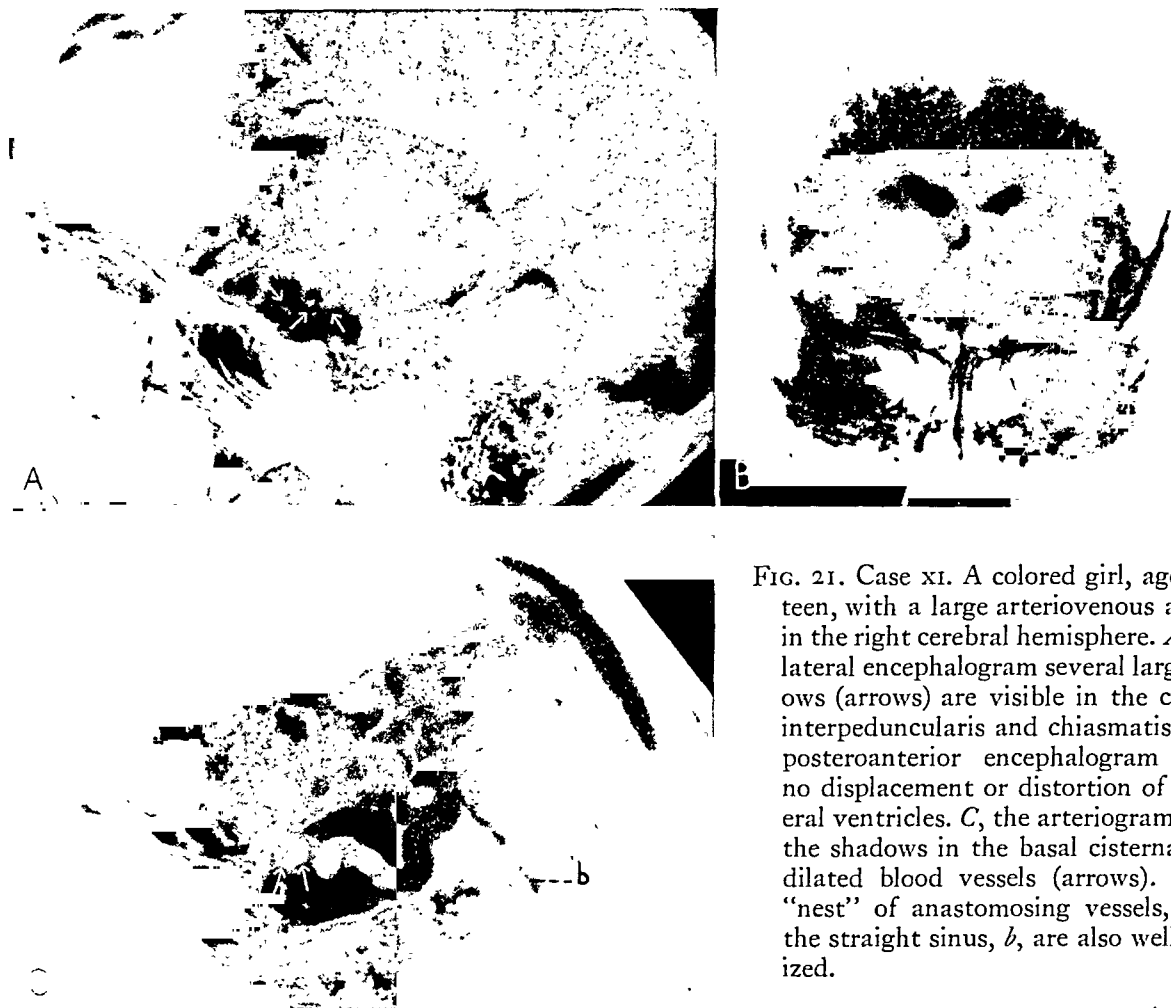 A
B
C
b
FIG. 21. Case XI. A colored girl, age
teen, with a large arteriovenous a
in the right cerebral hemisphere.
lateral encephalogram several larg
ows (arrows) are visible in the c
interpeduncularis and chiasmatis
posteroanterior encephalogram
no displacement or distortion of
eral ventricles. C, the arteriogram
the shadows in the basal cisterna
dilated blood vessels (arrows).
"nest" of anastomosing vessels,
the straight sinus, b, are also well
ized.